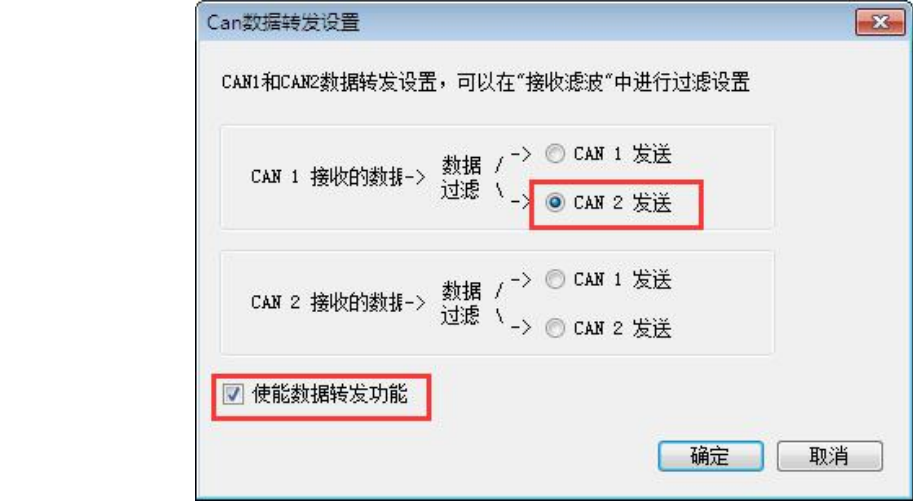 Can数据转发设置
CAN1和CAN2数据转发设置，可以在"接收滤波"中进行过滤设置
CAN 1 接收的数据-> 数据过滤 / -> CAN 1 发送
\ -> CAN 2 发送
CAN 2 接收的数据-> 数据过滤 / -> CAN 1 发送
\ -> CAN 2 发送
使能数据转发功能
确定 取消